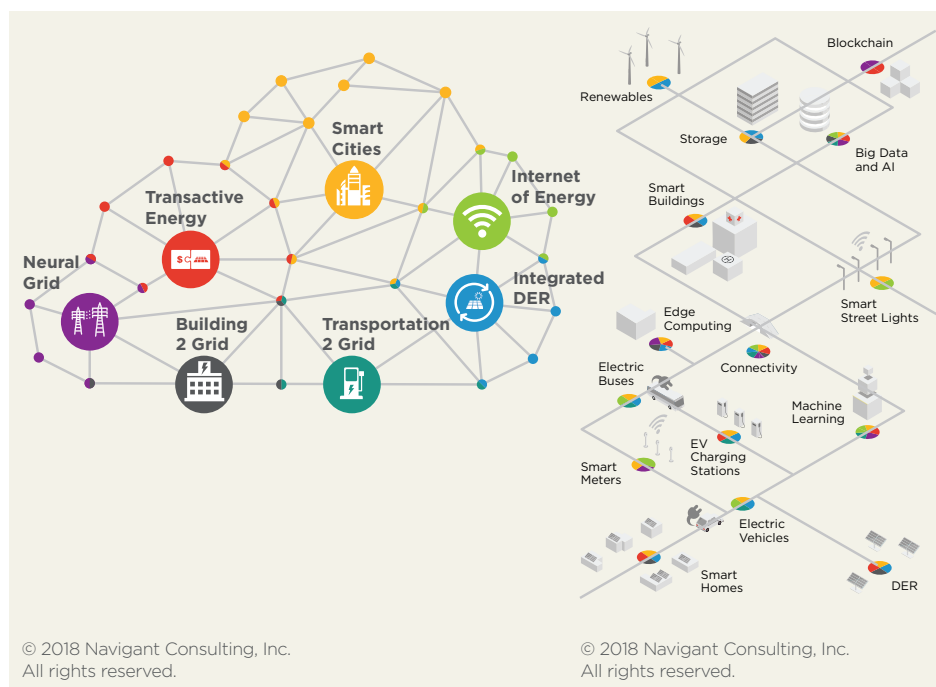 Smart
Cities
Internet
of Energy
Transactive
Energy
$
Neural
Grid
Integrated
DER
Building
2 Grid
Transportation
2 Grid
© 2018 Navigant Consulting, Inc.
All rights reserved.
Blockchain
Renewables
Storage
Big Data
and AI
Smart
Buildings
Smart
Street Lights
Edge
Computing
Connectivity
Electric
Buses
Machine
Learning
EV
Charging
Stations
Smart
Meters
Electric
Vehicles
Smart
Homes
DER
© 2018 Navigant Consulting, Inc.
All rights reserved.